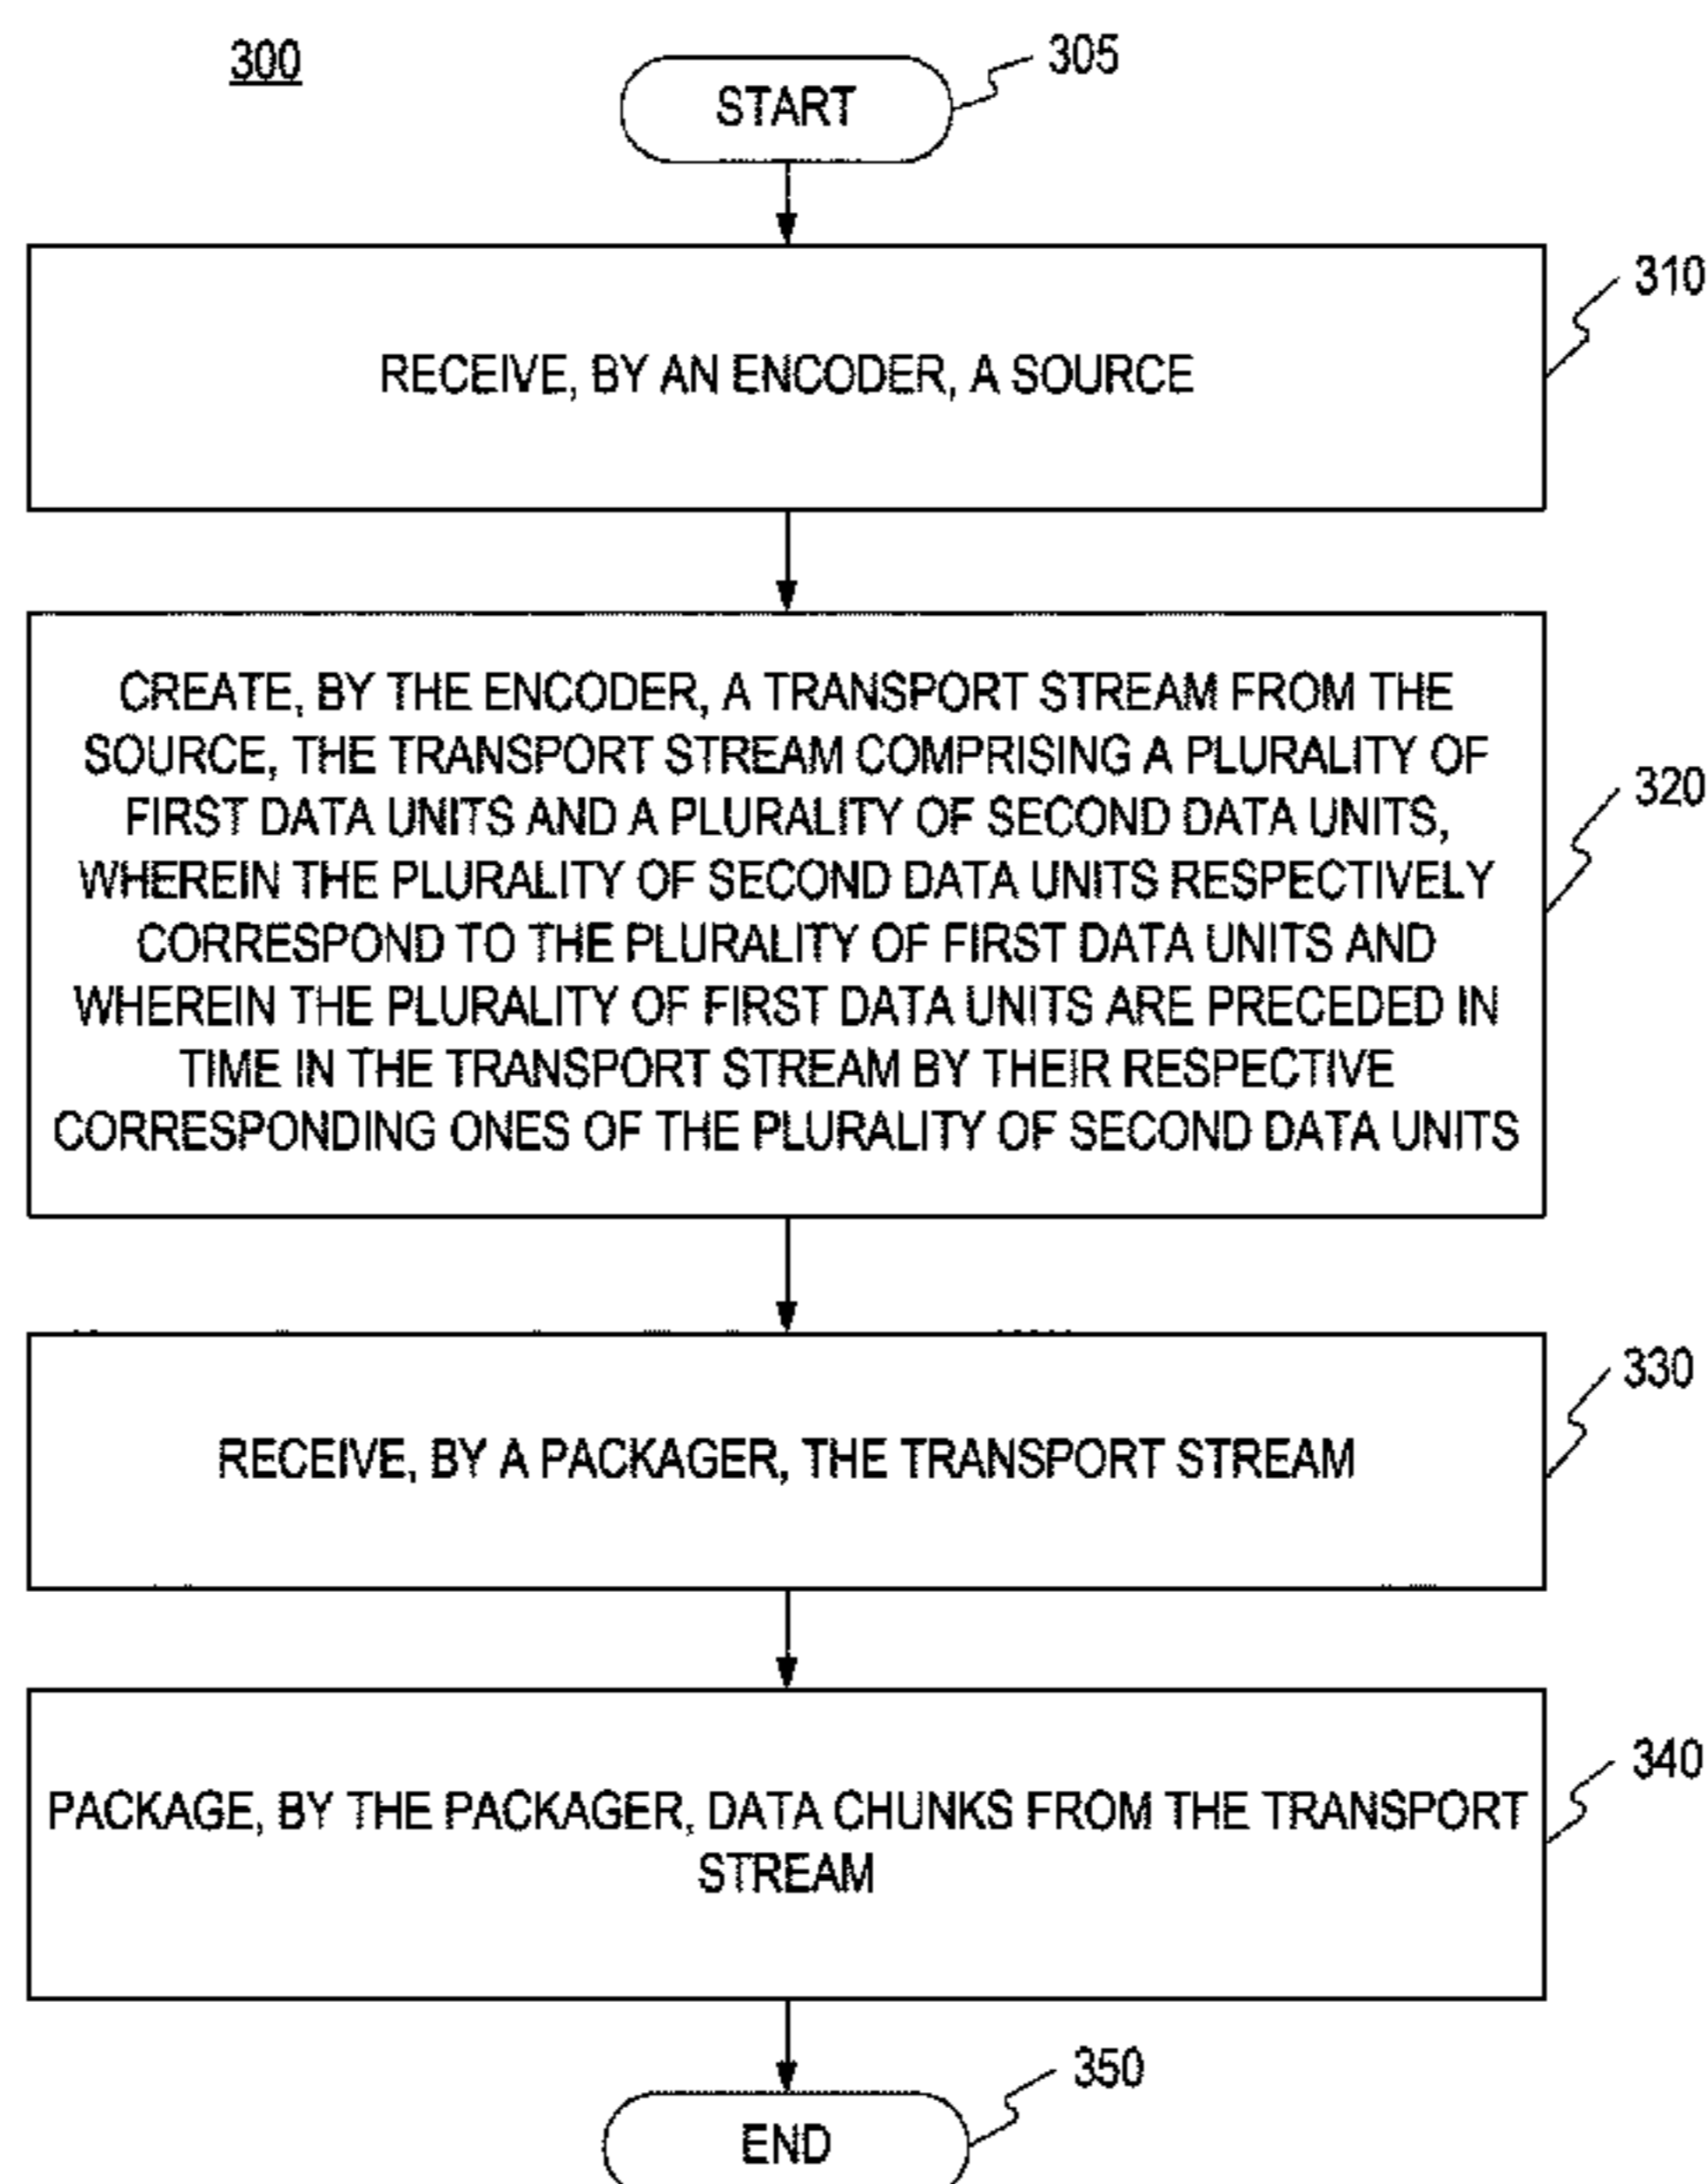 300
START
305
310
RECEIVE, BY AN ENCODER, A SOURCE
CREATE, BY THE ENCODER, A TRANSPORT STREAM FROM THE
SOURCE, THE TRANSPORT STREAM COMPRISING A PLURALITY OF
FIRST DATA UNITS AND A PLURALITY OF SECOND DATA UNITS,
WHEREIN THE PLURALITY OF SECOND DATA UNITS RESPECTIVELY
CORRESPOND TO THE PLURALITY OF FIRST DATA UNITS AND
WHEREIN THE PLURALITY OF FIRST DATA UNITS ARE PRECEDED IN
TIME IN THE TRANSPORT STREAM BY THEIR RESPECTIVE
CORRESPONDING ONES OF THE PLURALITY OF SECOND DATA UNITS
320
330
RECEIVE, BY A PACKAGER, THE TRANSPORT STREAM
340
PACKAGE, BY THE PACKAGER, DATA CHUNKS FROM THE TRANSPORT
STREAM
350
END